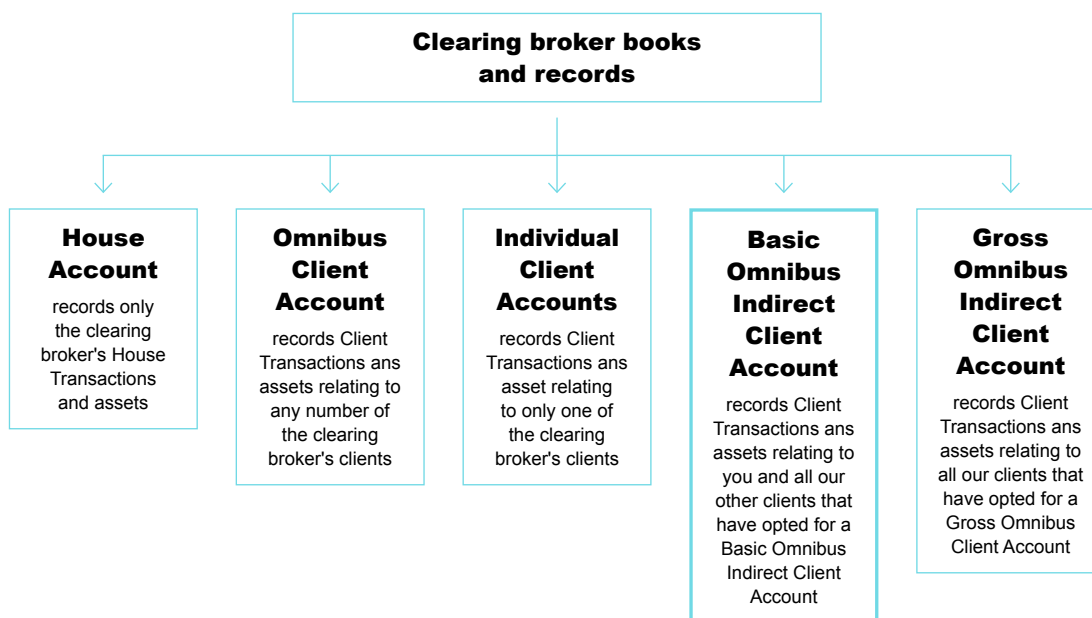 Clearing broker books
and records
House
Account
records only
the clearing
broker's House
Transactions
and assets
Omnibus
Client
Account
records Client
Transactions ans
assets relating to
any number of
the clearing
broker's clients
Individual
Client
Accounts
records Client
Transactions ans
asset relating
to only one of
the clearing
broker's clients
Basic
Omnibus
Indirect
Client
Account
records Client
Transactions ans
assets relating to
you and all our
other clients that
have opted for a
Basic Omnibus
Indirect Client
Account
Gross
Omnibus
Indirect
Client
Account
records Client
Transactions ans
assets relating to
all our clients that
have opted for a
Gross Omnibus
Client Account